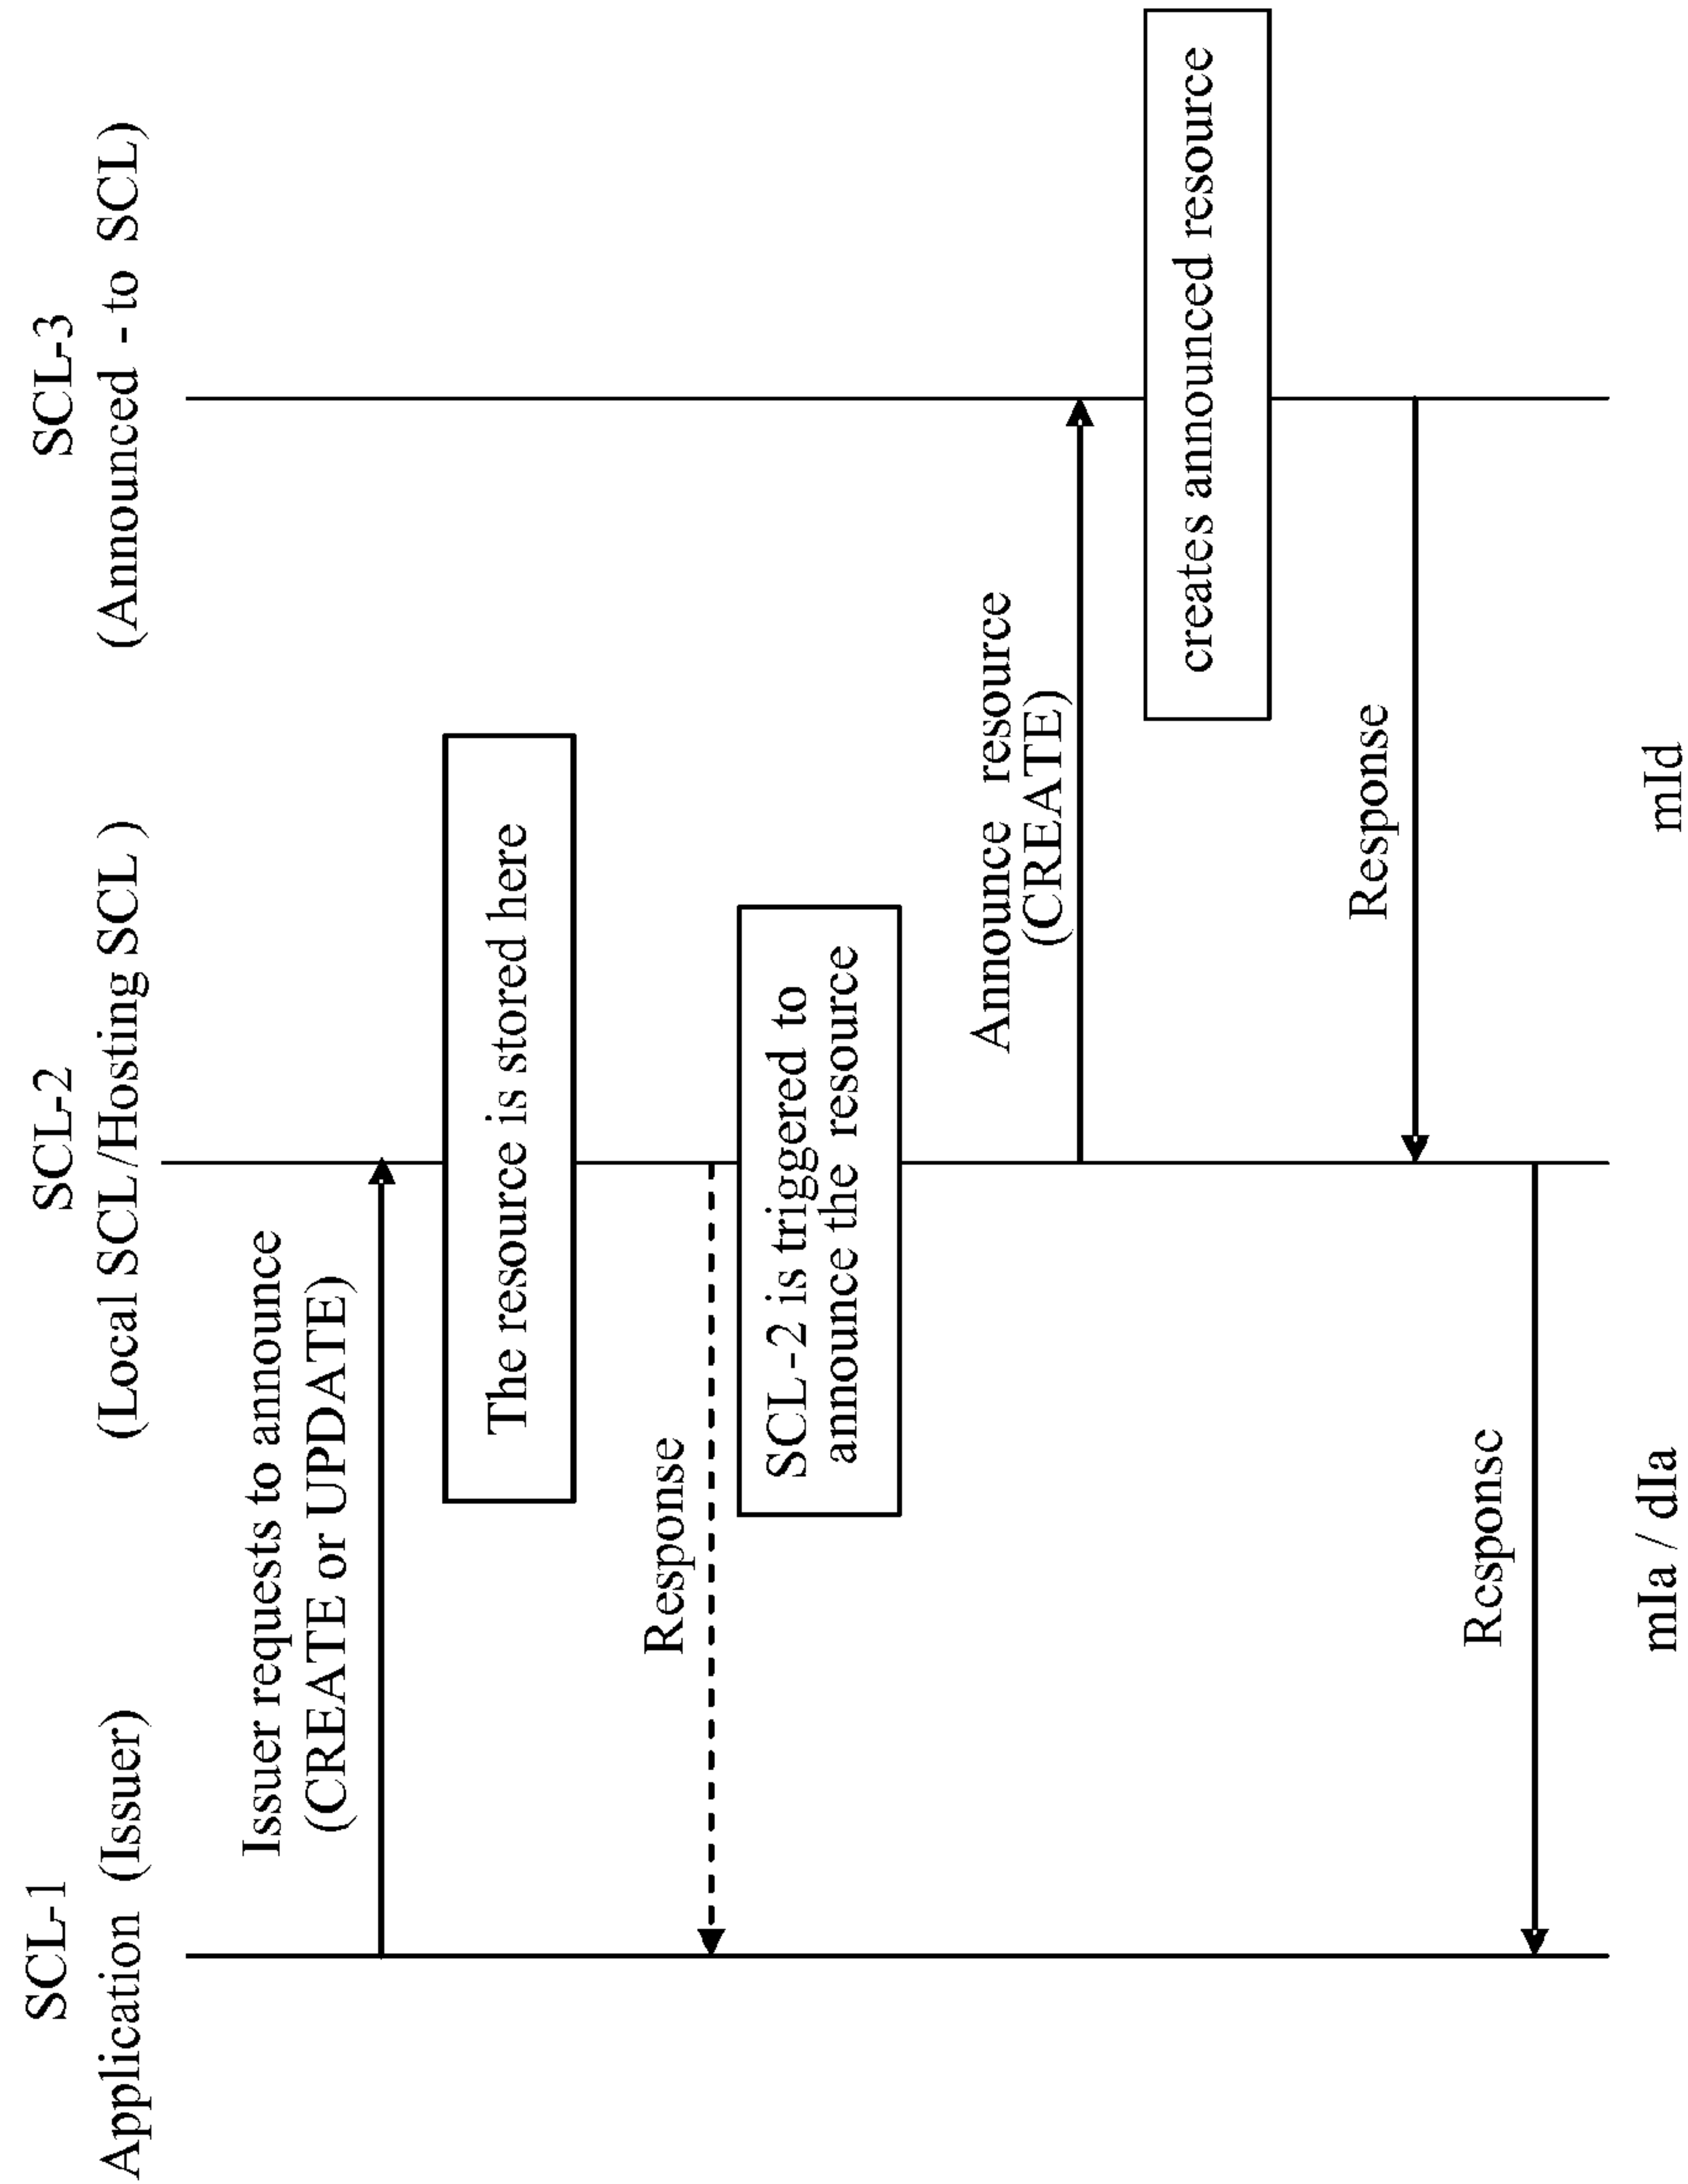 SCL-1
Application (Issuer)
SCL-2
(Local SCL/Hosting SCL )
SCL-3
(Announced - to SCL)
Issuer requests to announce
(CREATE or UPDATE)
The resource is stored here
Response
SCL-2 is triggered to
announce the resource
Announce resource
(CREATE)
creates announced resource
Response
Response
mIa / dIa
mId